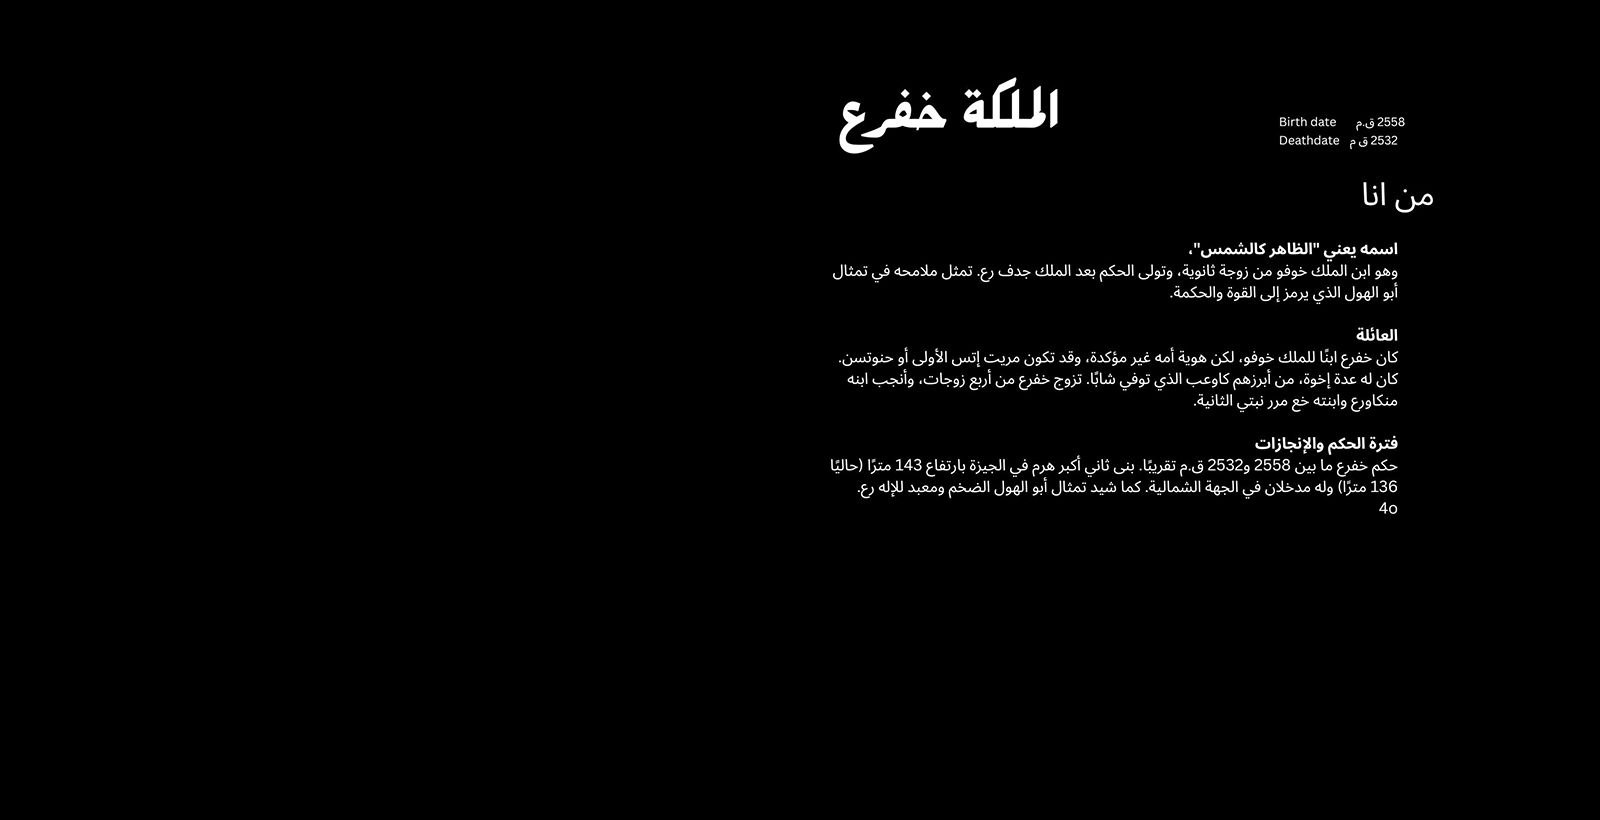 الملكة خفرع
Birth date 2558 ق.م
Deathdate 2532 ق م
من انا
اسمه يعني "الظاهر كالشمس"،
وهو ابن الملك خوفو من زوجة ثانوية، وتولى الحكم بعد الملك جدف رع. تمثل ملامحه في تمثال
أبو الهول الذي يرمز إلى القوة والحكمة.
العائلة
كان خفرع ابنًا للملك خوفو، لكن هوية أمه غير مؤكدة، وقد تكون مريت إتس الأولى أو حنوتسن.
كان له عدة إخوة، من أبرزهم كاوعب الذي توفي شابًا. تزوج خفرع من أربع زوجات، وأنجب ابنه
منكاورع وابنته خع مرر نبتي الثانية.
فترة الحكم والإنجازات
حكم خفرع ما بين 2558 و2532 ق.م تقريبًا. بنى ثاني أكبر هرم في الجيزة بارتفاع 143 مترًا (حاليًا
136 مترًا) وله مدخلان في الجهة الشمالية. كما شيد تمثال أبو الهول الضخم ومعبد للإله رع.
4o